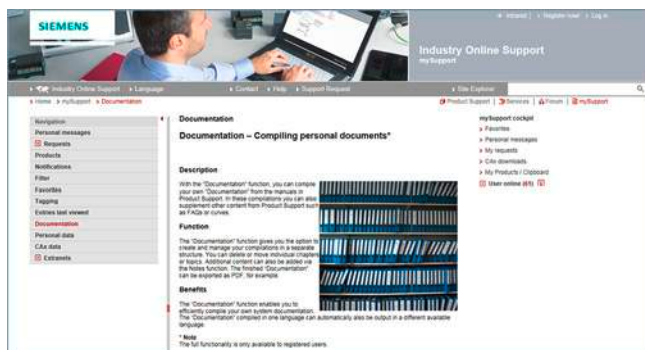 SIEMENS
Intranet | Register now! Log in
Industry Online Support
mySupport
Industry Online Support Language Contact Help Support Request Site Explorer
Home mySupport Documentation
Product Support Services Forum mySupport
Navigation
Personal messages
Requests
Products
Notifications
Filter
Favorites
Tagging
Entries last viewed
Documentation
Personal data
CAx data
Extranets
Documentation
Documentation – Compiling personal documents*
Description
With the "Documentation" function, you can compile
your own "Documentation" from the manuals in
Product Support. In these compilations you can also
supplement other content from Product Support such
as FAQs or curves.
Function
The "Documentation" function gives you the option to
create and manage your compilations in a separate
structure. You can delete or move individual chapters
or topics. Additional content can also be added via
the Notes function. The finished "Documentation"
can be exported as PDF, for example.
Benefits
The "Documentation" function enables you to
efficiently compile your own system documentation.
The "Documentation" compiled in one language can automatically also be output in a different available
language.
* Note
The full functionality is only available to registered users.
mySupport cockpit
Favorites
Personal messages
My requests
CAx downloads
My Products / Clipboard
User online (65)